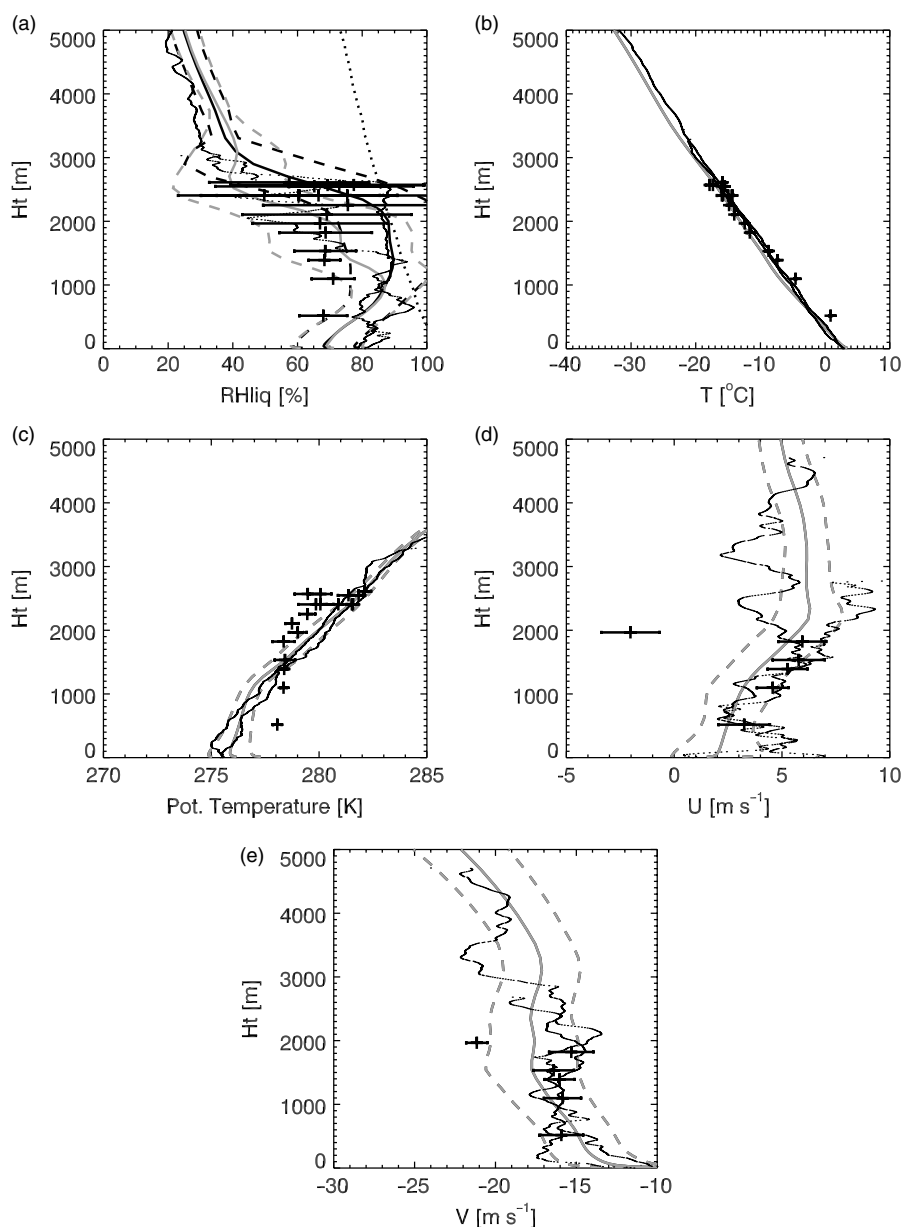 (a)
5000
4000
3000
2000
1000
0
Ht [m]
0 20 40 60 80 100
RHliq [%]
(b)
5000
4000
3000
2000
1000
0
Ht [m]
−40 −30 −20 −10 0 10
T [°C]
(c)
5000
4000
3000
2000
1000
0
Ht [m]
270 275 280 285
Pot. Temperature [K]
(d)
5000
4000
3000
2000
1000
0
Ht [m]
-5 0 5 10
U [m s⁻¹]
(e)
5000
4000
3000
2000
1000
0
Ht [m]
−30 −25 −20 −15 −10
V [m s⁻¹]